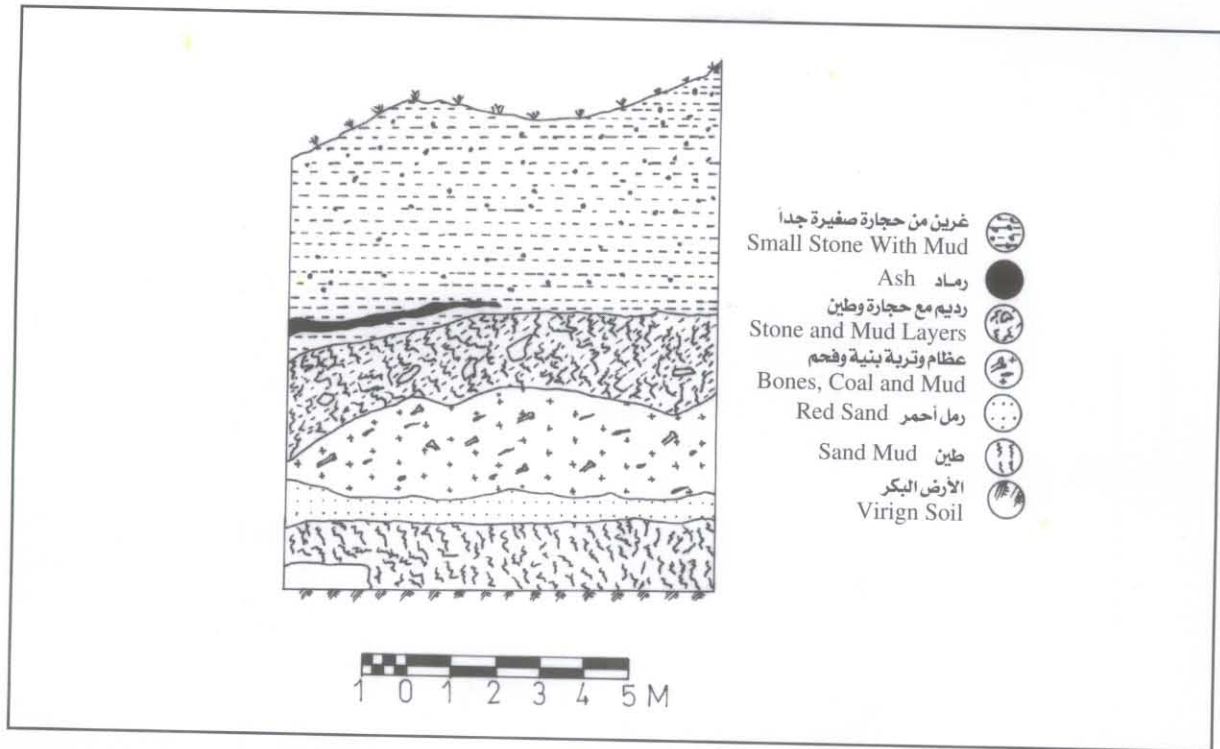 غرين من حجارة صغيرة جداً
Small Stone With Mud
رماد Ash
رديم مع حجارة وطين
Stone and Mud Layers
عظام وتربة بنية وفحم
Bones, Coal and Mud
رمل أحمر Red Sand
طين Sand Mud
الأرض البكر
Virign Soil
1 0 1 2 3 4 5 M